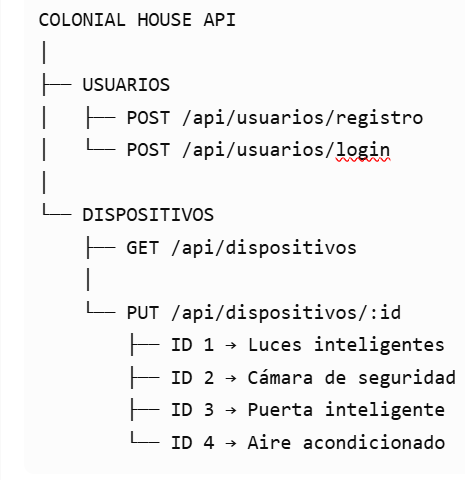 COLONIAL HOUSE API
│
├── USUARIOS
│   ├── POST /api/usuarios/registro
│   └── POST /api/usuarios/login
│
└── DISPOSITIVOS
    ├── GET /api/dispositivos
    │
    └── PUT /api/dispositivos/:id
        ├── ID 1 → Luces inteligentes
        ├── ID 2 → Cámara de seguridad
        ├── ID 3 → Puerta inteligente
        └── ID 4 → Aire acondicionado